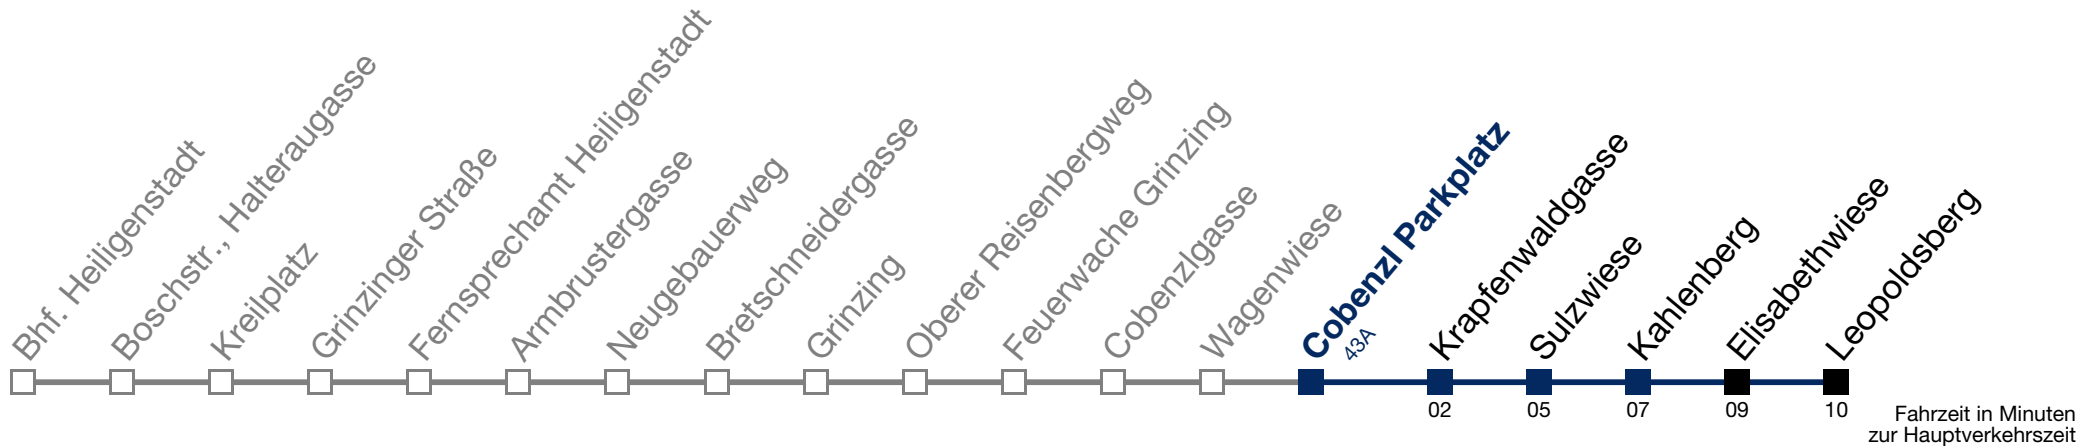 Bhf. Heiligenstadt
Boschstr., Halteraugasse
Kreilplatz
Grinzinger Straße
Fernsprechamt Heiligenstadt
Armbrustergasse
Neugebauerweg
Bretschneidergasse
Grinzing
Oberer Reisenbergweg
Feuerwache Grinzing
Cobenzlgasse
Wagenwiese
Cobenzl Parkplatz
43A
Krapfenwaldgasse
Sulzwiese
Kahlenberg
Elisabethwiese
Leopoldsberg
02 05 07 09 10
Fahrzeit in Minuten
zur Hauptverkehrszeit